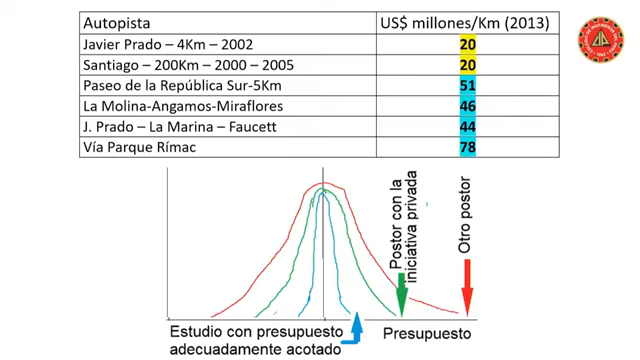 Autopista US$ millones/Km (2013)
Javier Prado – 4Km – 2002 20
Santiago – 200Km – 2000 – 2005 20
Paseo de la República Sur-5Km 51
La Molina-Angamos-Miraflores 46
J. Prado – La Marina – Faucett 44
Vía Parque Rímac 78
Postor con la
iniciativa privada
Otro postor
Estudio con presupuesto
adecuadamente acotado
Presupuesto